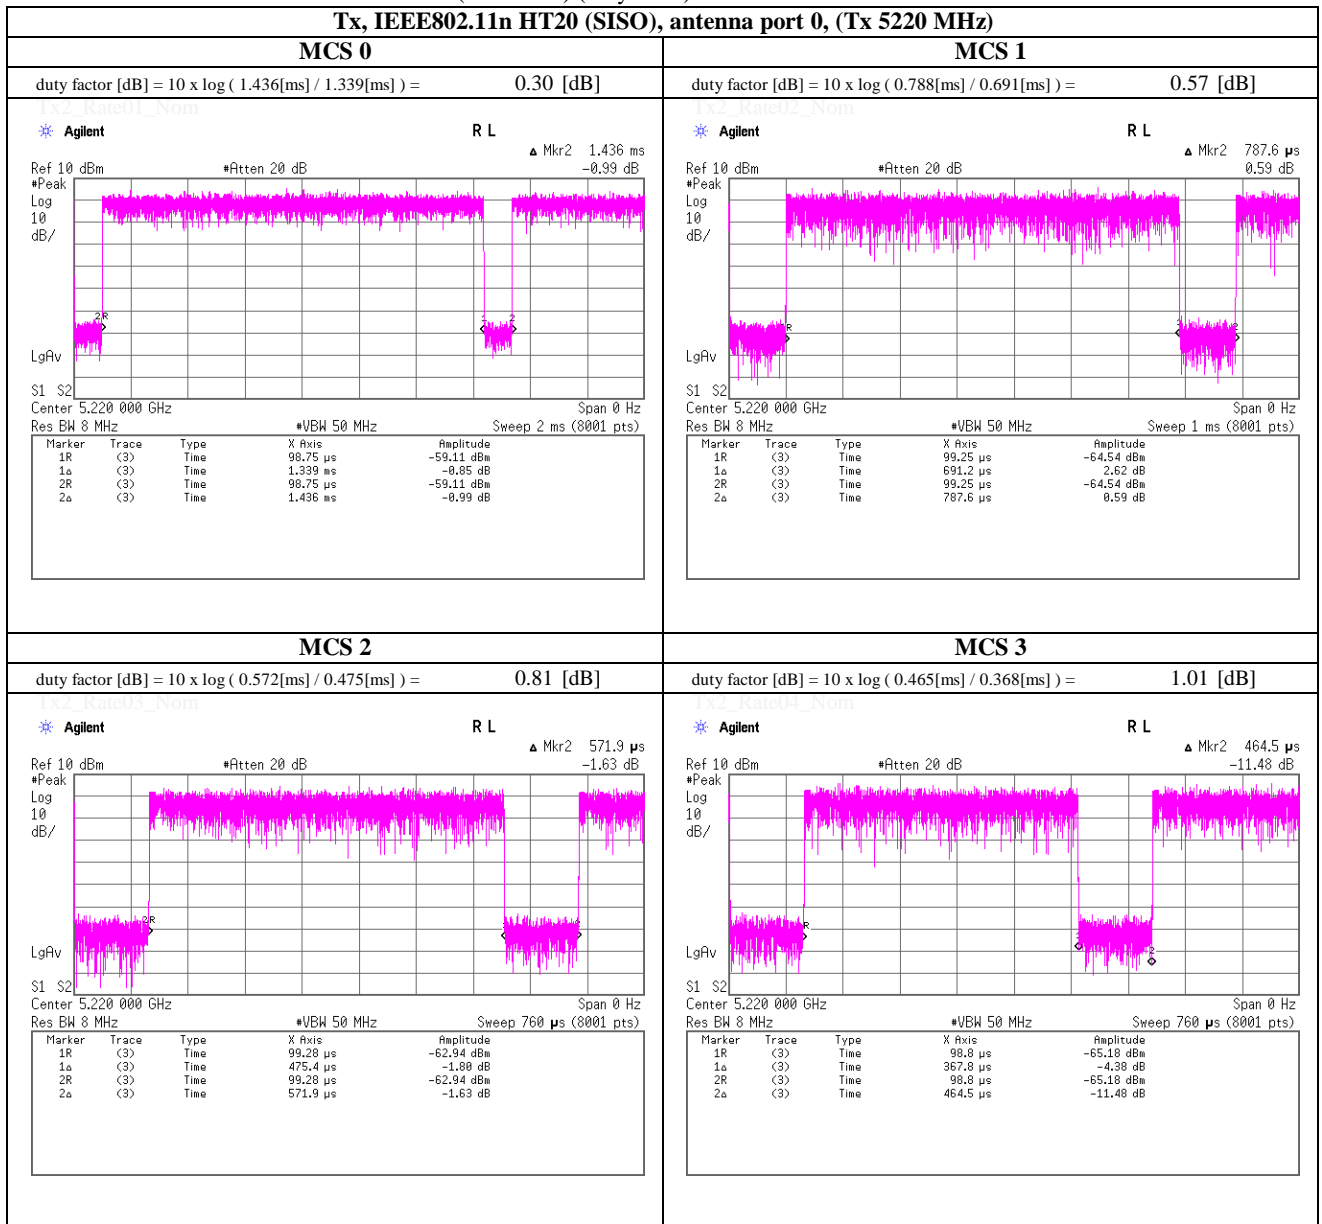 Tx, IEEE802.11n HT20 (SISO), antenna port 0, (Tx 5220 MHz)
MCS 0
duty factor [dB] = 10 x log ( 1.436[ms] / 1.339[ms] ) = 0.30 [dB]
Tx2_Rate01_Nom
Agilent R L
Δ Mkr2 1.436 ms
Ref 10 dBm #Atten 20 dB -0.99 dB
#Peak
Log
10
dB/
2R
1 2
LgAv
S1 S2
Center 5.220 000 GHz Span 0 Hz
Res BW 8 MHz #VBW 50 MHz Sweep 2 ms (8001 pts)
Marker Trace Type X Axis Amplitude
1R (3) Time 98.75 µs -59.11 dBm
1Δ (3) Time 1.339 ms -0.85 dB
2R (3) Time 98.75 µs -59.11 dBm
2Δ (3) Time 1.436 ms -0.99 dB
MCS 1
duty factor [dB] = 10 x log ( 0.788[ms] / 0.691[ms] ) = 0.57 [dB]
Tx2_Rate02_Nom
Agilent R L
Δ Mkr2 787.6 µs
Ref 10 dBm #Atten 20 dB 0.59 dB
#Peak
Log
10
dB/
R
LgAv
S1 S2
Center 5.220 000 GHz Span 0 Hz
Res BW 8 MHz #VBW 50 MHz Sweep 1 ms (8001 pts)
Marker Trace Type X Axis Amplitude
1R (3) Time 99.25 µs -64.54 dBm
1Δ (3) Time 691.2 µs 2.62 dB
2R (3) Time 99.25 µs -64.54 dBm
2Δ (3) Time 787.6 µs 0.59 dB
MCS 2
duty factor [dB] = 10 x log ( 0.572[ms] / 0.475[ms] ) = 0.81 [dB]
Tx2_Rate03_Nom
Agilent R L
Δ Mkr2 571.9 µs
Ref 10 dBm #Atten 20 dB -1.63 dB
#Peak
Log
10
dB/
2R
LgAv
S1 S2
Center 5.220 000 GHz Span 0 Hz
Res BW 8 MHz #VBW 50 MHz Sweep 760 µs (8001 pts)
Marker Trace Type X Axis Amplitude
1R (3) Time 99.28 µs -62.94 dBm
1Δ (3) Time 475.4 µs -1.80 dB
2R (3) Time 99.28 µs -62.94 dBm
2Δ (3) Time 571.9 µs -1.63 dB
MCS 3
duty factor [dB] = 10 x log ( 0.465[ms] / 0.368[ms] ) = 1.01 [dB]
Tx2_Rate04_Nom
Agilent R L
Δ Mkr2 464.5 µs
Ref 10 dBm #Atten 20 dB -11.48 dB
#Peak
Log
10
dB/
R
LgAv
S1 S2
Center 5.220 000 GHz Span 0 Hz
Res BW 8 MHz #VBW 50 MHz Sweep 760 µs (8001 pts)
Marker Trace Type X Axis Amplitude
1R (3) Time 98.8 µs -65.18 dBm
1Δ (3) Time 367.8 µs -4.38 dB
2R (3) Time 98.8 µs -65.18 dBm
2Δ (3) Time 464.5 µs -11.48 dB